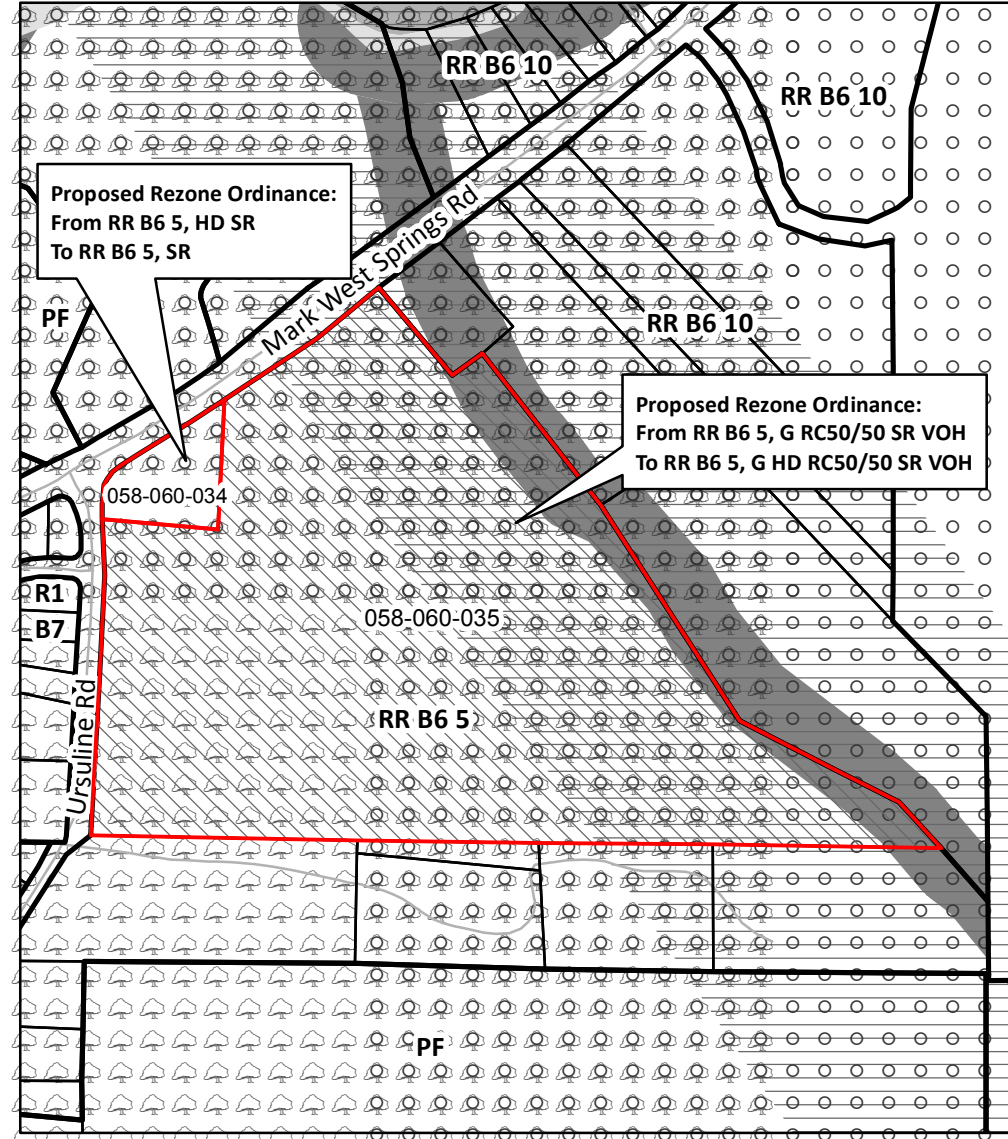 RR B6 10
RR B6 10
Proposed Rezone Ordinance:
From RR B6 5, HD SR
To RR B6 5, SR
Mark West Springs Rd
PF
RR B6 10
Proposed Rezone Ordinance:
From RR B6 5, G RC50/50 SR VOH
To RR B6 5, G HD RC50/50 SR VOH
058-060-034
R1
B7
058-060-035
RR B6 5
Ursuline Rd
PF